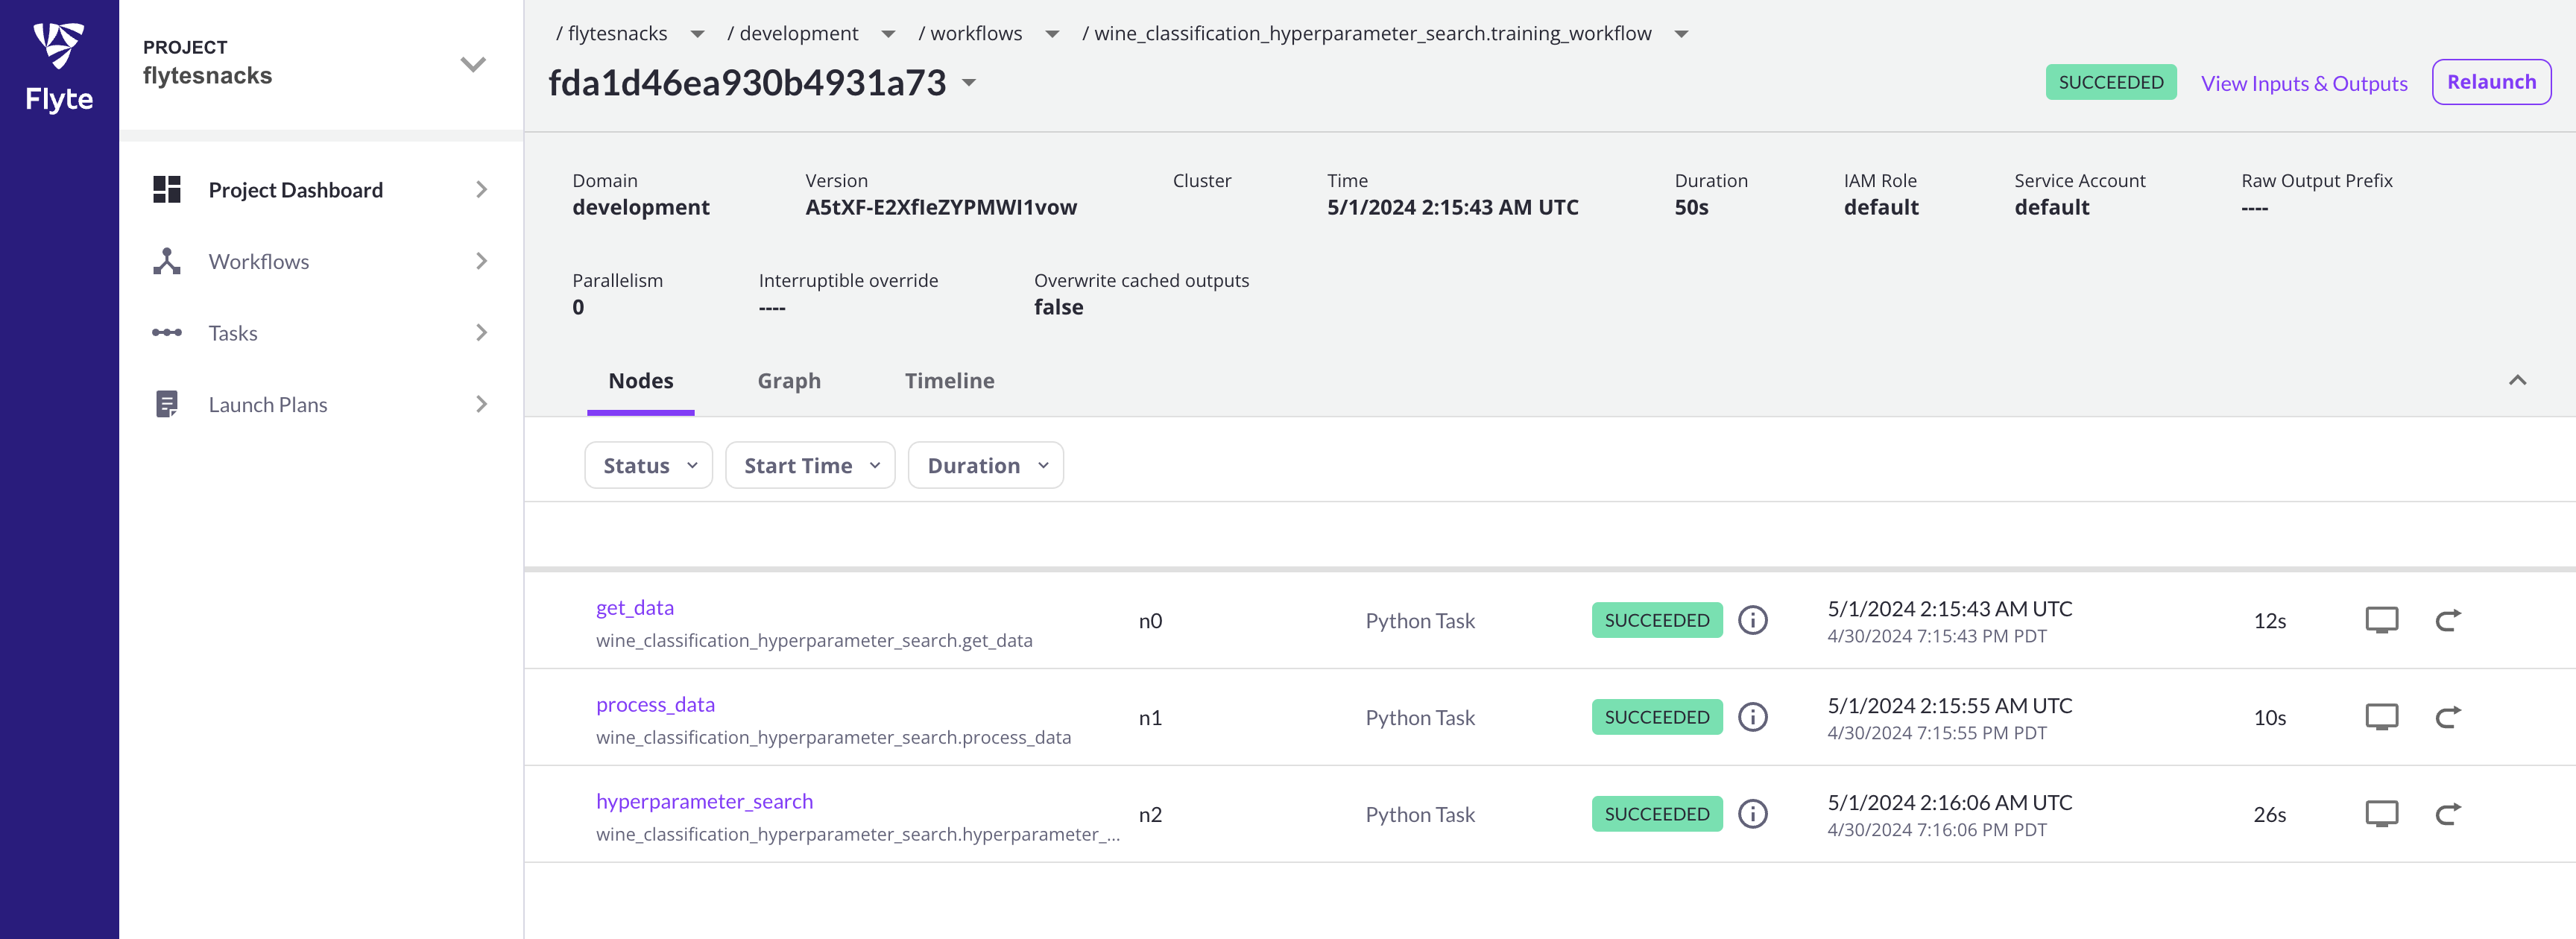 Flyte
PROJECT
flytesnacks
Project Dashboard
Workflows
Tasks
Launch Plans
/ flytesnacks / development / workflows / wine_classification_hyperparameter_search.training_workflow
fda1d46ea930b4931a73
SUCCEEDED View Inputs & Outputs Relaunch
Domain Version Cluster Time Duration IAM Role Service Account Raw Output Prefix
development A5tXF-E2XfIeZYPMWI1vow 5/1/2024 2:15:43 AM UTC 50s default default ----
Parallelism Interruptible override Overwrite cached outputs
0 ---- false
Nodes Graph Timeline
Status Start Time Duration
get_data
wine_classification_hyperparameter_search.get_data
n0 Python Task SUCCEEDED 5/1/2024 2:15:43 AM UTC 12s
4/30/2024 7:15:43 PM PDT
process_data
wine_classification_hyperparameter_search.process_data
n1 Python Task SUCCEEDED 5/1/2024 2:15:55 AM UTC 10s
4/30/2024 7:15:55 PM PDT
hyperparameter_search
wine_classification_hyperparameter_search.hyperparameter_...
n2 Python Task SUCCEEDED 5/1/2024 2:16:06 AM UTC 26s
4/30/2024 7:16:06 PM PDT